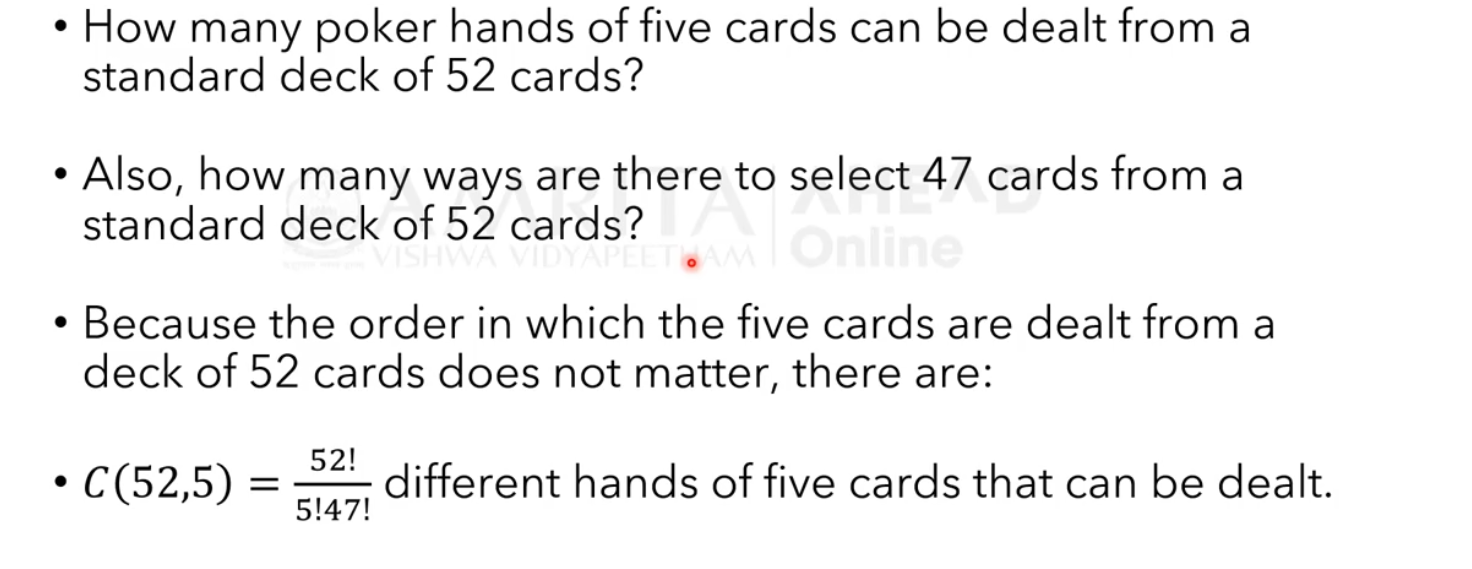 • How many poker hands of five cards can be dealt from a
standard deck of 52 cards?
• Also, how many ways are there to select 47 cards from a
standard deck of 52 cards?
AMRITA AHEAD
VISHWA VIDYAPEETHAM Online
• Because the order in which the five cards are dealt from a
deck of 52 cards does not matter, there are:
• C(52,5) = 52!/5!47! different hands of five cards that can be dealt.